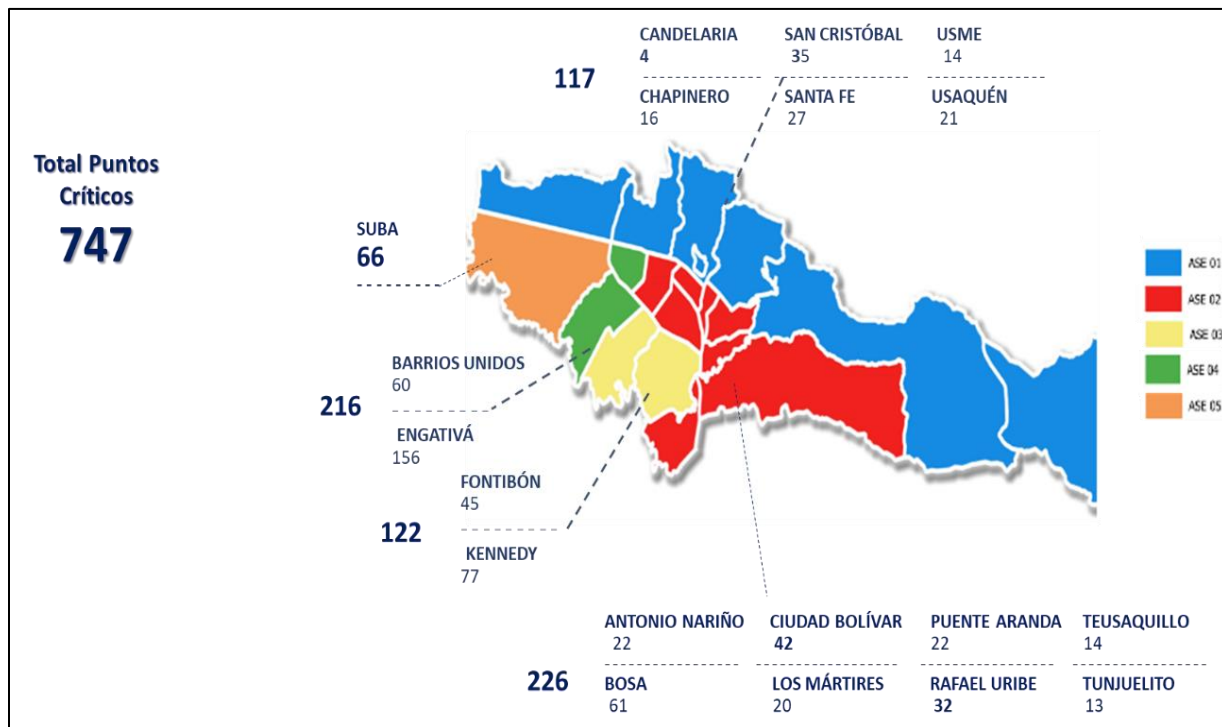 CANDELARIA SAN CRISTÓBAL USME
4 35 14
117
CHAPINERO SANTA FE USAQUÉN
16 27 21
Total Puntos
Críticos
747
SUBA
66
ASE 01
ASE 02
ASE 03
ASE 04
ASE 05
BARRIOS UNIDOS
60
216
ENGATIVÁ
156
FONTIBÓN
45
122
KENNEDY
77
ANTONIO NARIÑO CIUDAD BOLÍVAR PUENTE ARANDA TEUSAQUILLO
22 42 22 14
226
BOSA LOS MÁRTIRES RAFAEL URIBE TUNJUELITO
61 20 32 13